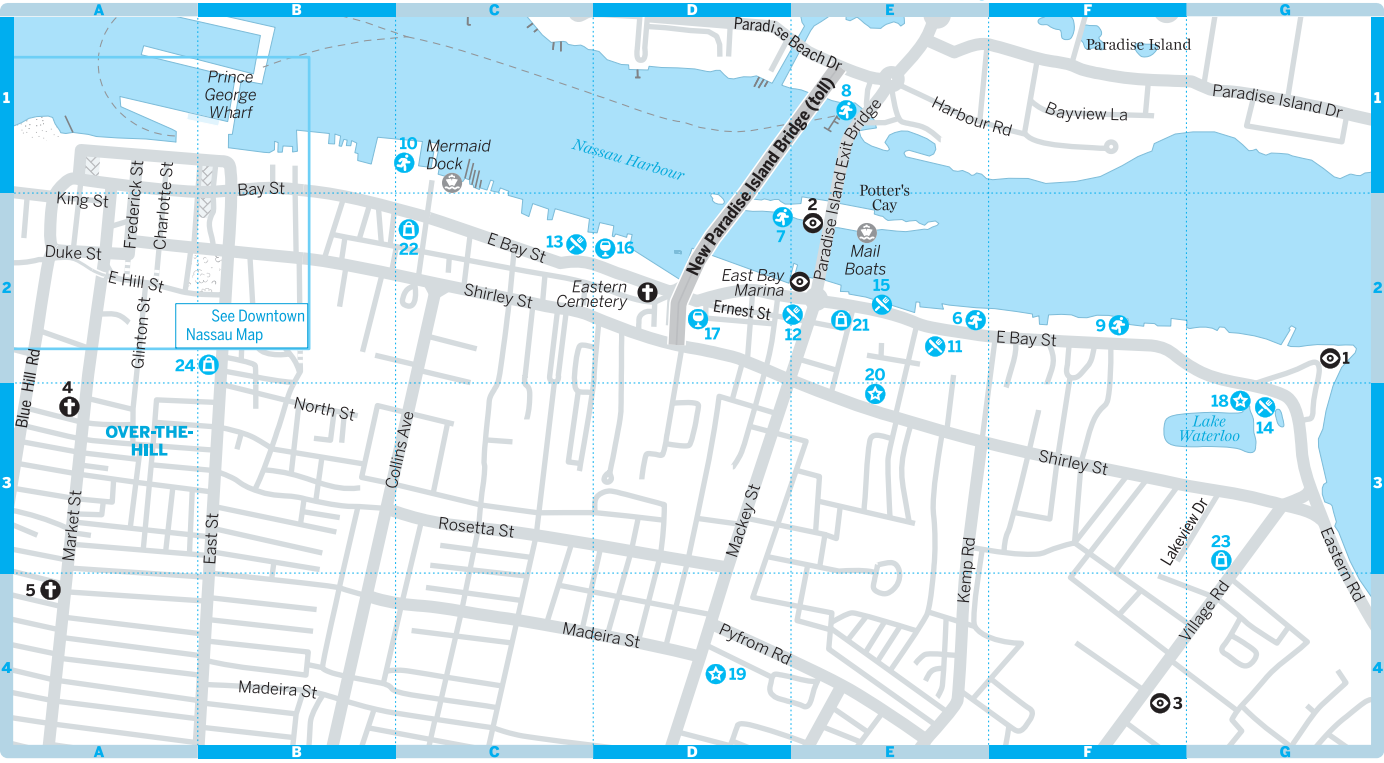 A B C D E F G
1
Paradise Beach Dr
Paradise Island
Prince
George
Wharf
8
New Paradise Island Bridge (toll)
Paradise Island Exit Bridge
Harbour Rd
Bayview La
Paradise Island Dr
1
10
Mermaid
Dock
Nassau Harbour
King St
Frederick St
Charlotte St
Bay St
22
E Bay St
13
16
7
2
Potter's
Cay
Mail
Boats
Duke St
E Hill St
2
Glinton St
See Downtown
Nassau Map
Shirley St
Eastern
Cemetery
East Bay
Marina
Ernest St
17
12
15
21
6
11
E Bay St
9
2
1
Blue Hill Rd
24
4
OVER-THE-
HILL
North St
Collins Ave
20
18
14
Lake
Waterloo
Shirley St
3
Market St
East St
Rosetta St
Mackey St
Kemp Rd
Lakeview Dr
23
Eastern Rd
3
5
Madeira St
Pyfrom Rd
Village Rd
4
Madeira St
19
3
4
A B C D E F G